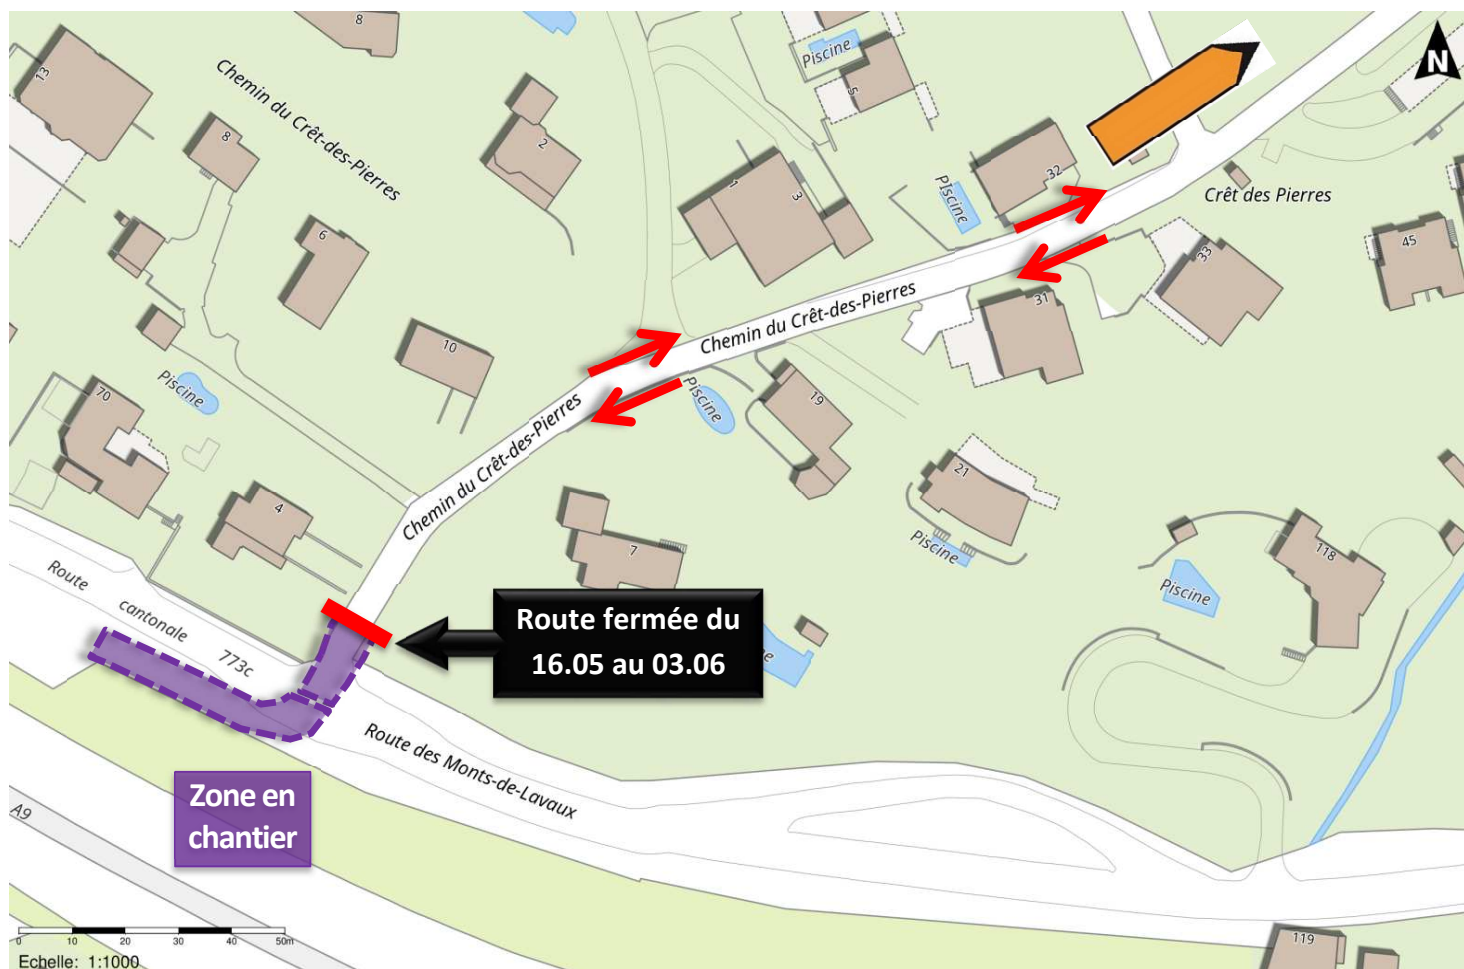 8
13
Chemin du Crêt-des-Pierres
8
2
Piscine
5
N
1
3
32
PIscine
Crêt des Pierres
6
45
33
31
Chemin du Crêt-des-Pierres
10
Piscine
70
Piscine
19
Chemin du Crêt-des-Pierres
21
4
7
Piscine
118
Piscine
Route
cantonale
773c
Route fermée du
16.05 au 03.06
ne
Route des Monts-de-Lavaux
Zone en
chantier
A9
0 10 20 30 40 50m
Echelle: 1:1000
119